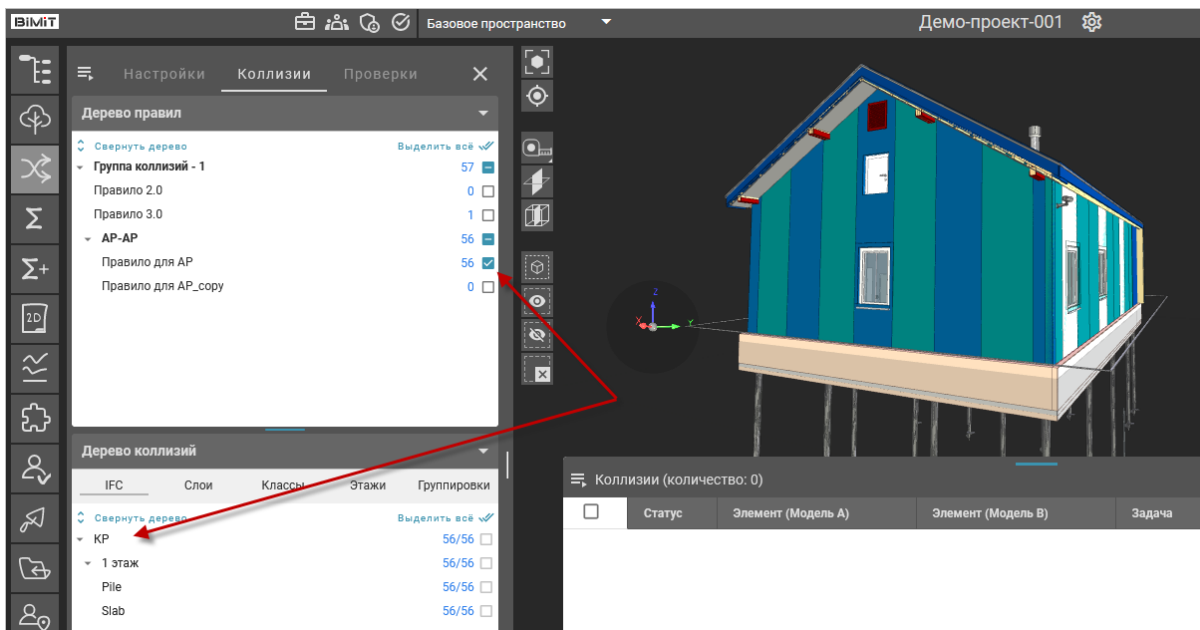 BIMIT
Базовое пространство
Демо-проект-001
Настройки Коллизии Проверки
Дерево правил
Свернуть дерево Выделить всё
Группа коллизий - 1 57
Правило 2.0 0
Правило 3.0 1
АР-АР 56
Правило для АР 56
Правило для АР_copy 0
Дерево коллизий
IFC Слои Классы Этажи Группировки
Свернуть дерево Выделить всё
КР 56/56
1 этаж 56/56
Pile 56/56
Slab 56/56
Σ
Σ+
2D
Z
X
Y
Коллизии (количество: 0)
Статус Элемент (Модель A) Элемент (Модель B) Задача